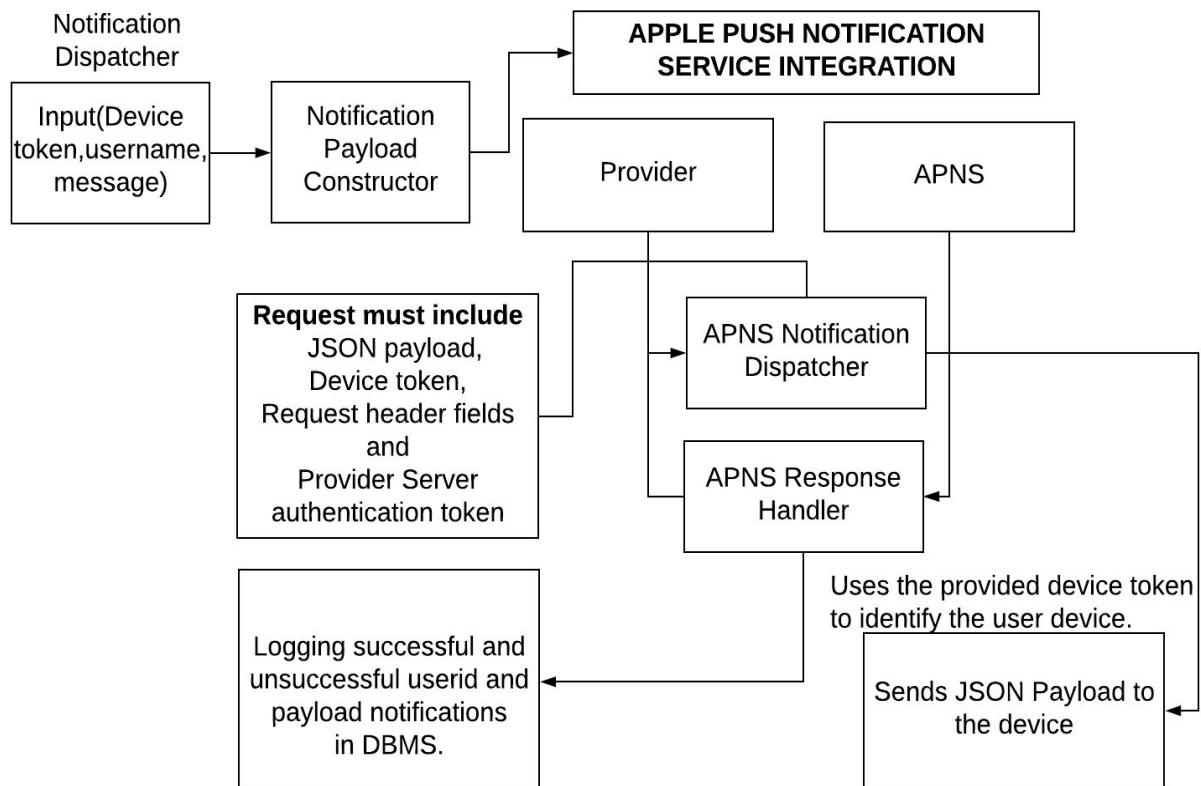 Notification
Dispatcher
Input(Device
token,username,
message)
Notification
Payload
Constructor
APPLE PUSH NOTIFICATION
SERVICE INTEGRATION
Provider
APNS
Request must include
JSON payload,
Device token,
Request header fields
and
Provider Server
authentication token
APNS Notification
Dispatcher
APNS Response
Handler
Logging successful and
unsuccessful userid and
payload notifications
in DBMS.
Uses the provided device token
to identify the user device.
Sends JSON Payload to
the device